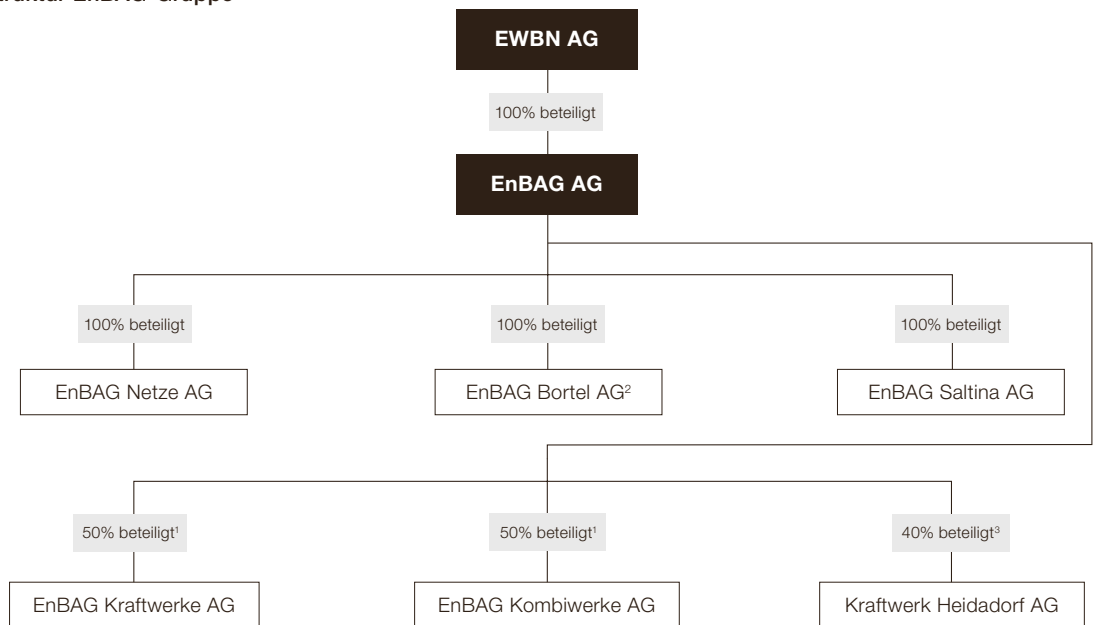 EWBN AG
100% beteiligt
EnBAG AG
100% beteiligt
100% beteiligt
100% beteiligt
EnBAG Netze AG
EnBAG Bortel AG²
EnBAG Saltina AG
50% beteiligt¹
50% beteiligt¹
40% beteiligt³
EnBAG Kraftwerke AG
EnBAG Kombiwerke AG
Kraftwerk Heidadorf AG